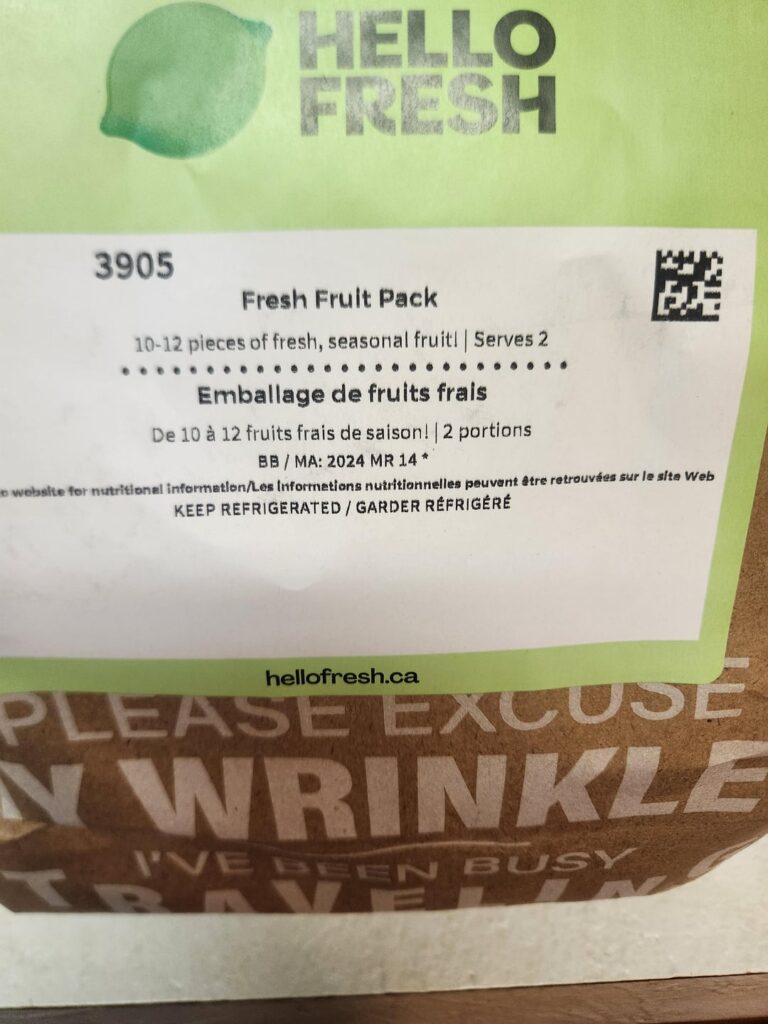 HELLO
FRESH
3905
Fresh Fruit Pack
10-12 pieces of fresh, seasonal fruit! | Serves 2
Emballage de fruits frais
De 10 à 12 fruits frais de saison! | 2 portions
BB / MA: 2024 MR 14 *
website for nutritional information/Les informations nutritionnelles peuvent être retrouvées sur le site Web
KEEP REFRIGERATED / GARDER RÉFRIGÉRÉ
hellofresh.ca
PLEASE EXCUSE
Y WRINKLE
I'VE BEEN BUSY
TRAVELIN